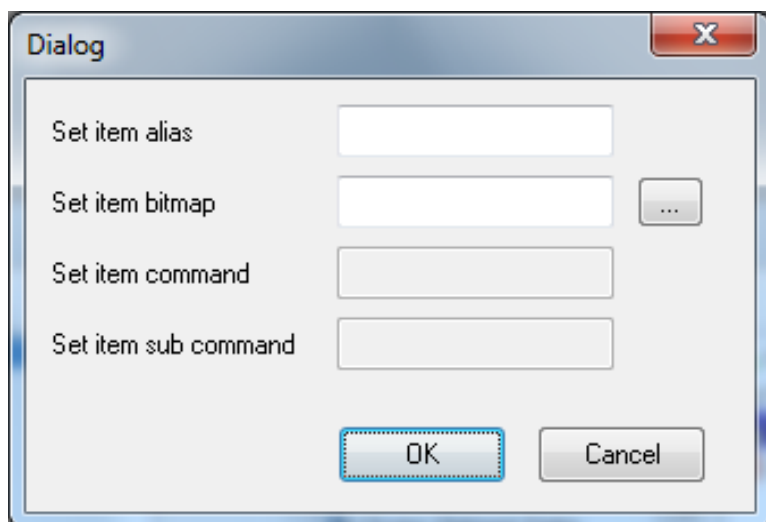 Dialog
Set item alias
Set item bitmap
...
Set item command
Set item sub command
OK
Cancel